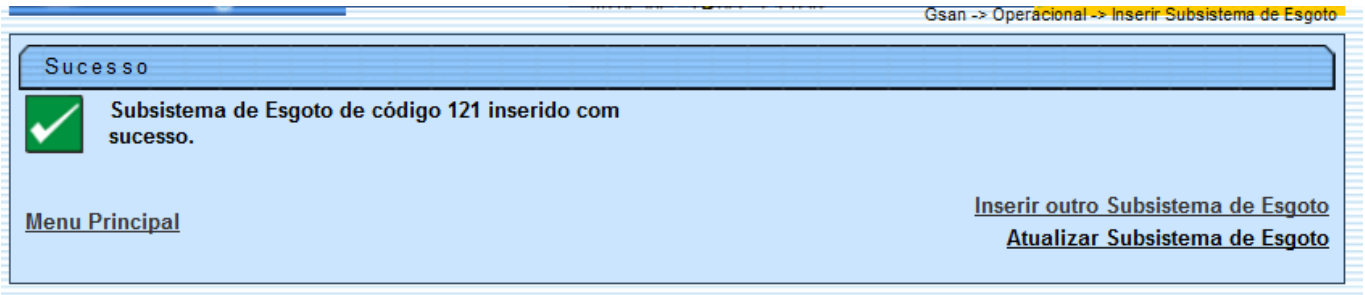 Gsan -> Operacional -> Inserir Subsistema de Esgoto
Sucesso
Subsistema de Esgoto de código 121 inserido com
sucesso.
Menu Principal
Inserir outro Subsistema de Esgoto
Atualizar Subsistema de Esgoto